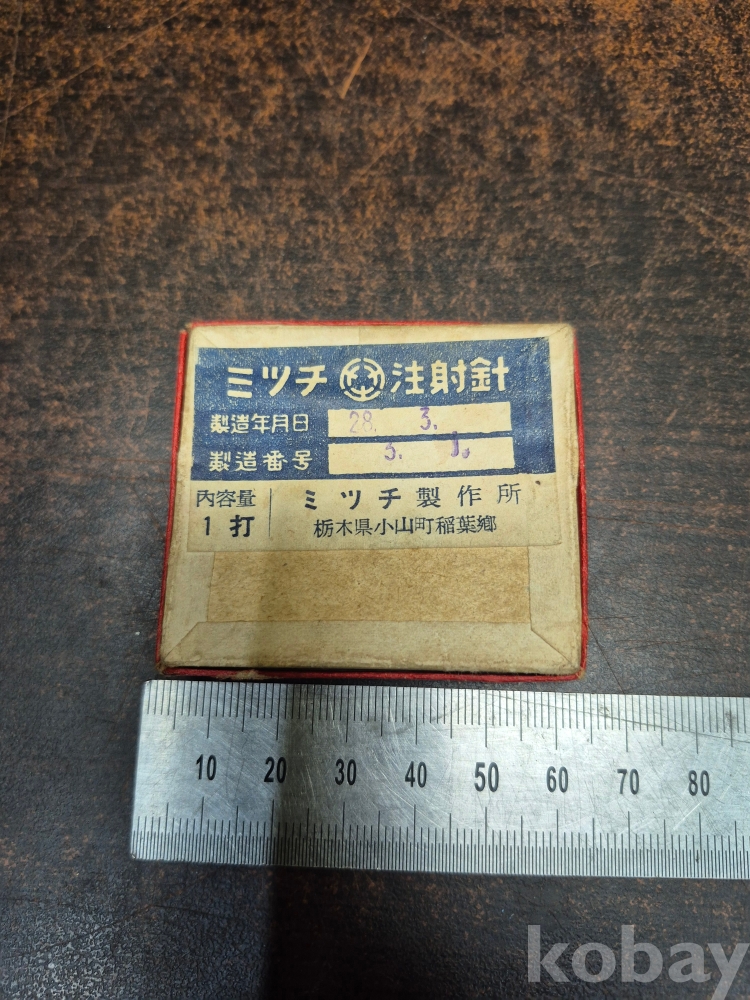 ミツチ 注射針
製造年月日 28. 3.
製造番号 5. 1.
內容量
1打
ミツチ製作所
栃木県小山町稲葉郷
10 20 30 40 50 60 70 80
kobay